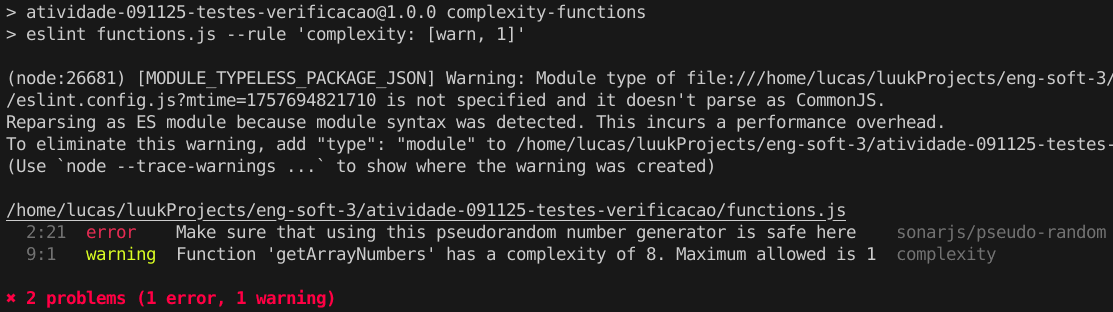 > atividade-091125-testes-verificacao@1.0.0 complexity-functions
> eslint functions.js --rule 'complexity: [warn, 1]'
(node:26681) [MODULE_TYPELESS_PACKAGE_JSON] Warning: Module type of file:///home/lucas/luukProjects/eng-soft-3/
/eslint.config.js?mtime=1757694821710 is not specified and it doesn't parse as CommonJS.
Reparsing as ES module because module syntax was detected. This incurs a performance overhead.
To eliminate this warning, add "type": "module" to /home/lucas/luukProjects/eng-soft-3/atividade-091125-testes-
(Use `node --trace-warnings ...` to show where the warning was created)
/home/lucas/luukProjects/eng-soft-3/atividade-091125-testes-verificacao/functions.js
2:21 error Make sure that using this pseudorandom number generator is safe here sonarjs/pseudo-random
9:1 warning Function 'getArrayNumbers' has a complexity of 8. Maximum allowed is 1 complexity
✖ 2 problems (1 error, 1 warning)